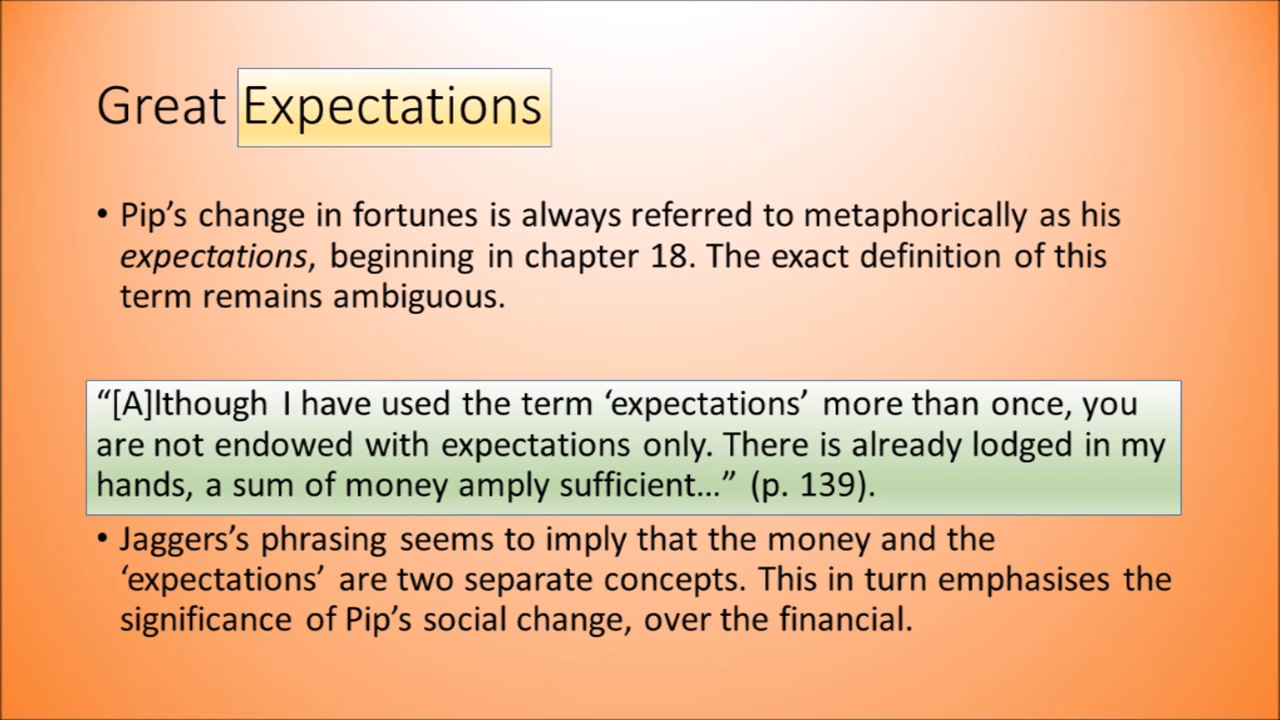 Great Expectations
• Pip’s change in fortunes is always referred to metaphorically as his
expectations, beginning in chapter 18. The exact definition of this
term remains ambiguous.
“[A]lthough I have used the term ‘expectations’ more than once, you
are not endowed with expectations only. There is already lodged in my
hands, a sum of money amply sufficient…” (p. 139).
• Jaggers’s phrasing seems to imply that the money and the
‘expectations’ are two separate concepts. This in turn emphasises the
significance of Pip’s social change, over the financial.